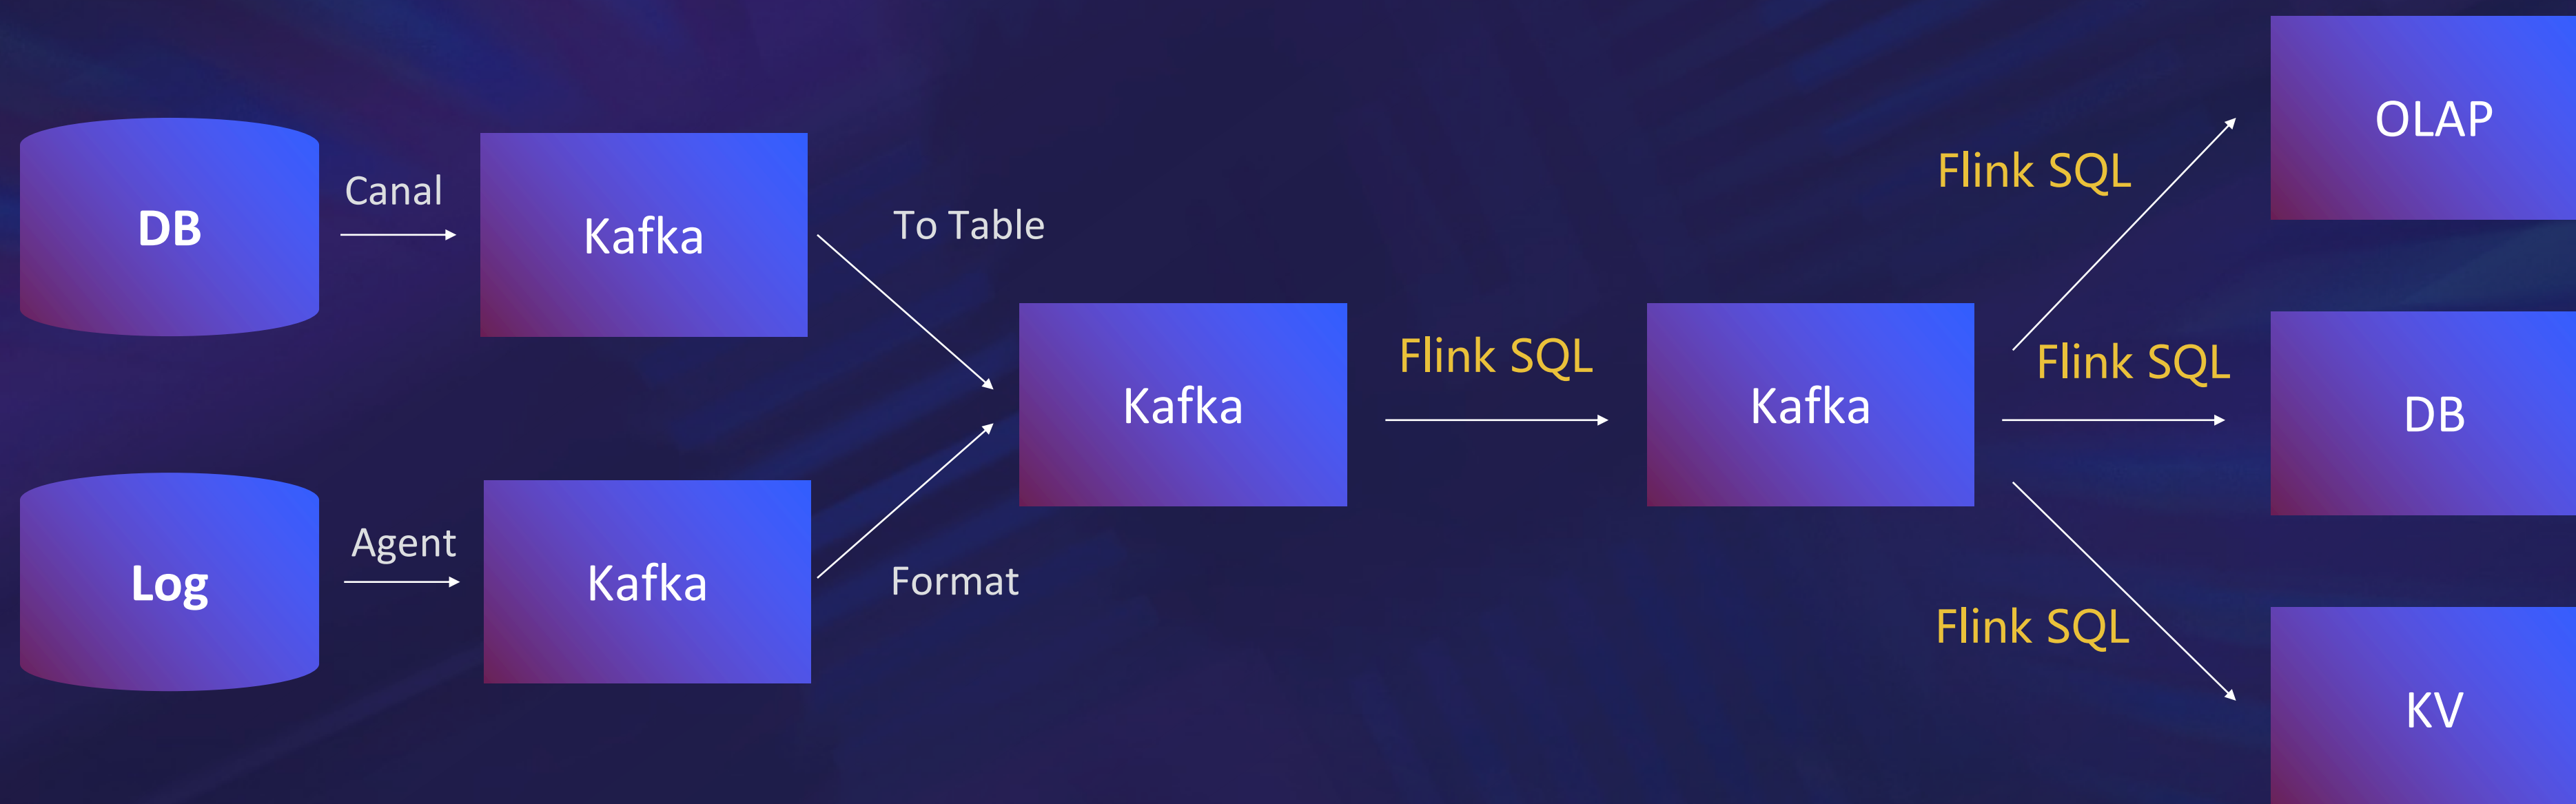 DB
Canal
Kafka
To Table
Log
Agent
Kafka
Format
Kafka
Flink SQL
Kafka
Flink SQL
OLAP
Flink SQL
DB
Flink SQL
KV